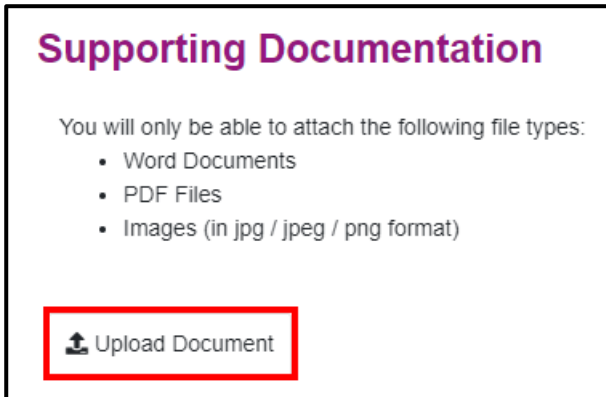 Supporting Documentation
You will only be able to attach the following file types:
• Word Documents
• PDF Files
• Images (in jpg / jpeg / png format)
Upload Document